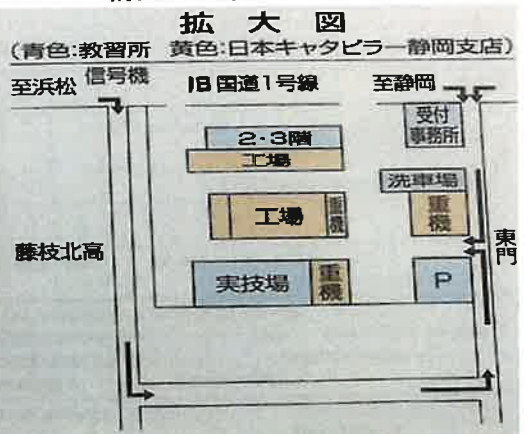 拡大図
(青色:教習所 黄色:日本キャタピラー静岡支店)
至浜松
信号機
旧国道1号線
至静岡
受付
事務所
2・3階
工場
洗車場
工場
重機
重機
藤枝北高
東門
実技場
重機
P